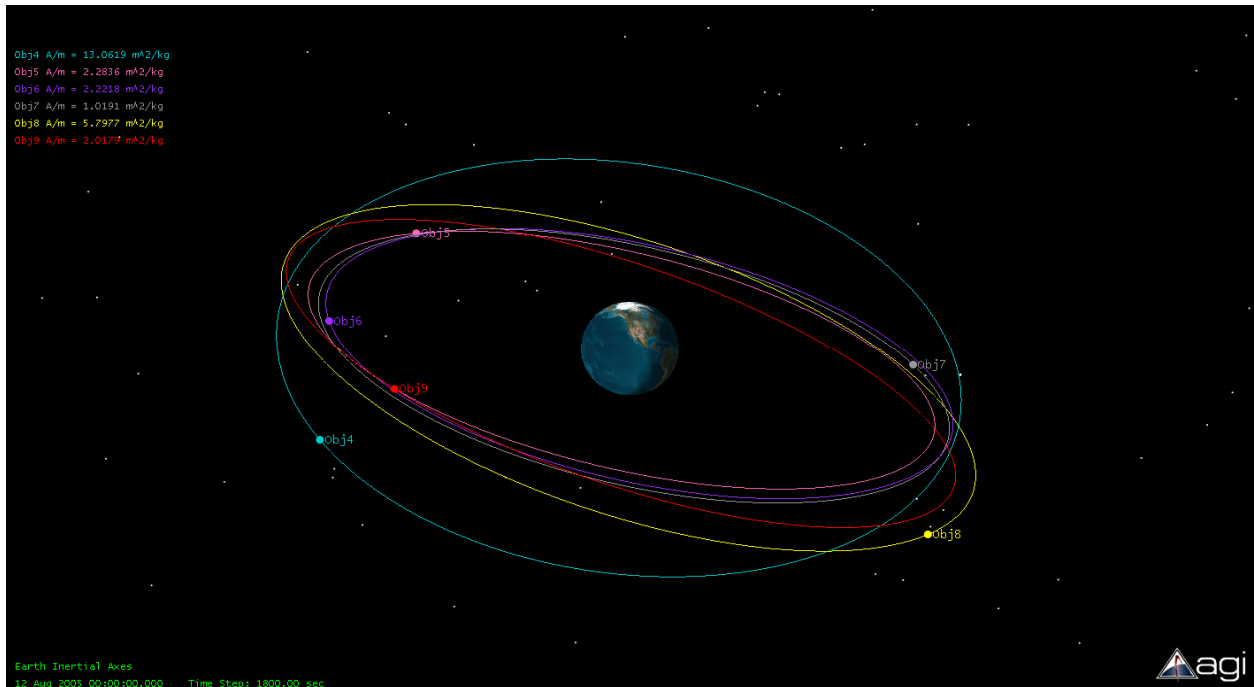 Obj4 A/m = 13.0619 m^2/kg
Obj5 A/m = 2.2836 m^2/kg
Obj6 A/m = 2.2218 m^2/kg
Obj7 A/m = 1.0191 m^2/kg
Obj8 A/m = 5.7977 m^2/kg
Obj9 A/m = 2.0179 m^2/kg
Obj5
Obj6
Obj7
Obj9
Obj4
Obj8
Earth Inertial Axes
12 Aug 2005 00:00:00.000 Time Step: 1800.00 sec
agi